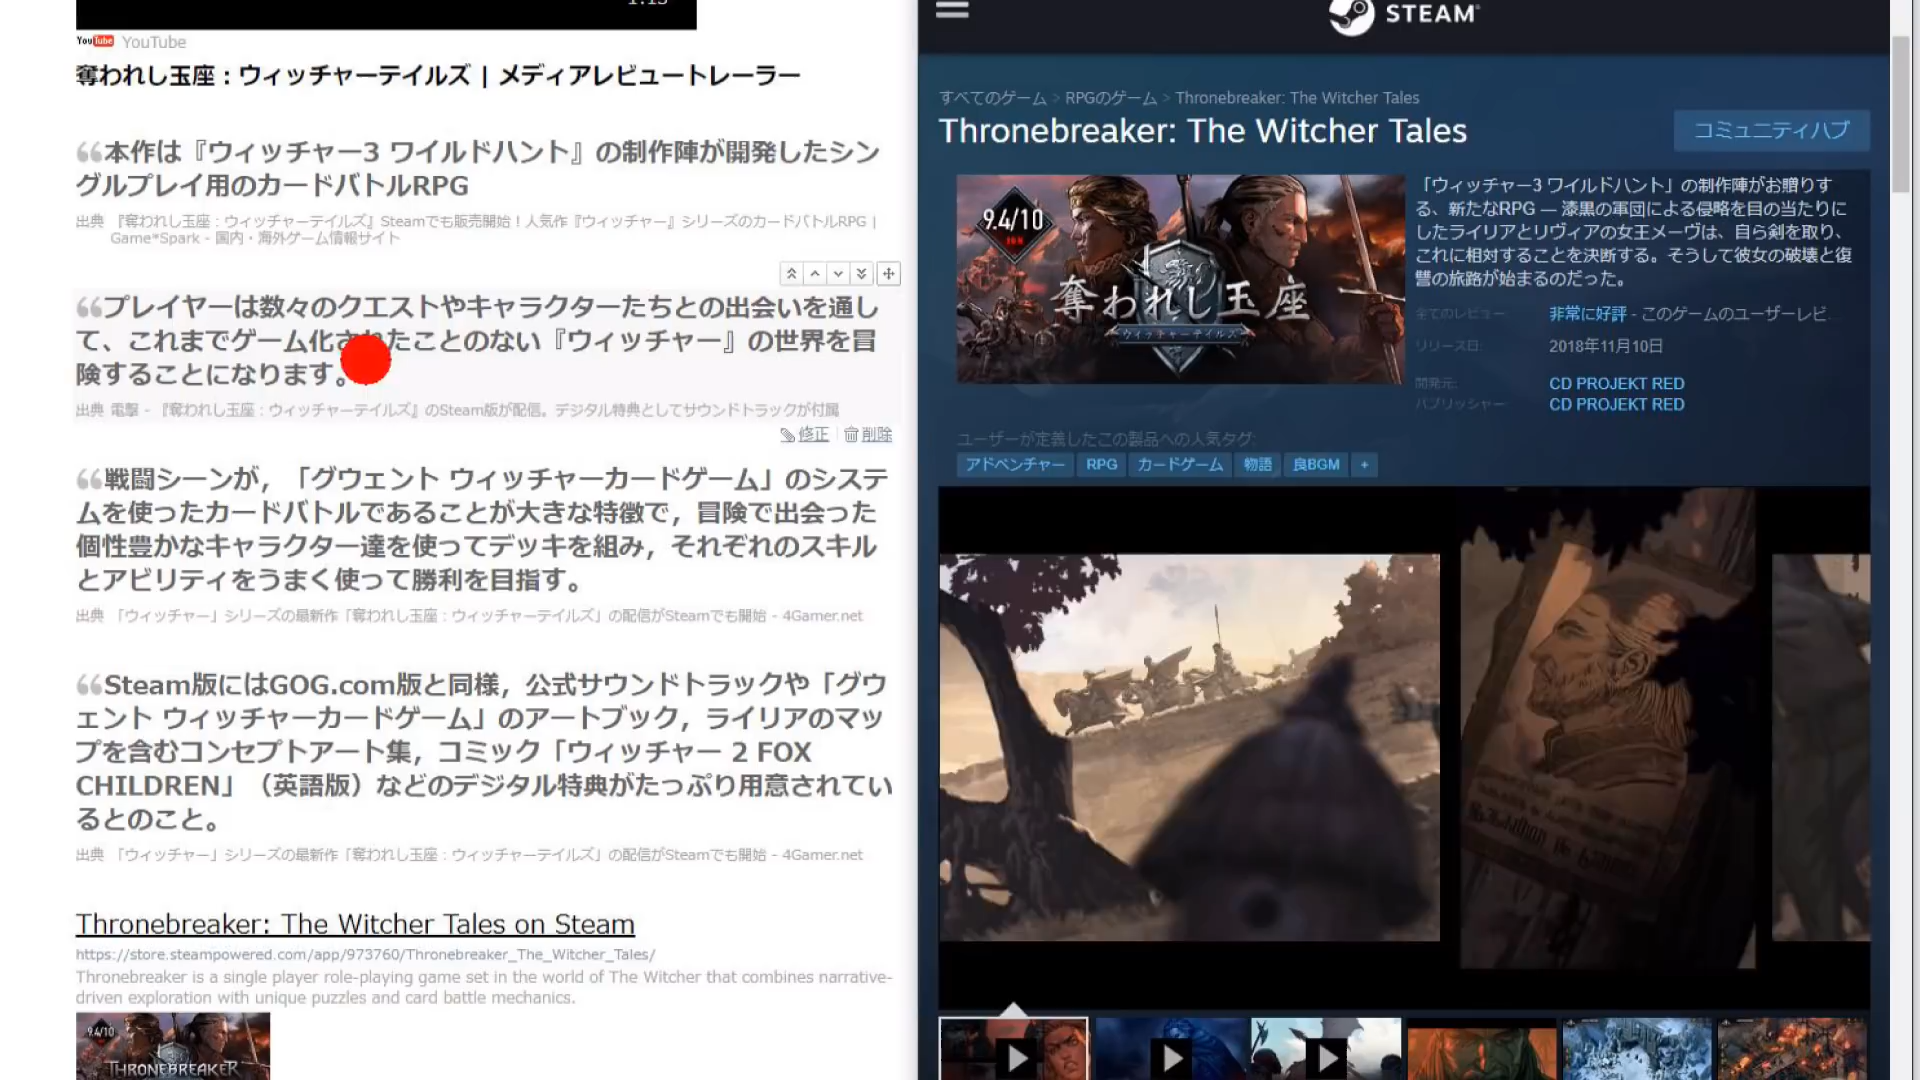 YouTube YouTube
奪われし玉座：ウィッチャーテイルズ | メディアレビュートレーラー
本作は『ウィッチャー3 ワイルドハント』の制作陣が開発したシン
グルプレイ用のカードバトルRPG
出典 『奪われし玉座：ウィッチャーテイルズ』Steamでも販売開始！人気作『ウィッチャー』シリーズのカードバトルRPG |
Game*Spark - 国内・海外ゲーム情報サイト
プレイヤーは数々のクエストやキャラクターたちとの出会いを通し
て、これまでゲーム化されたことのない『ウィッチャー』の世界を冒
険することになります。
出典 電撃 - 『奪われし玉座：ウィッチャーテイルズ』のSteam版が配信。デジタル特典としてサウンドトラックが付属
修正 削除
戦闘シーンが，「グウェント ウィッチャーカードゲーム」のシステ
ムを使ったカードバトルであることが大きな特徴で，冒険で出会った
個性豊かなキャラクター達を使ってデッキを組み，それぞれのスキル
とアビリティをうまく使って勝利を目指す。
出典 「ウィッチャー」シリーズの最新作「奪われし玉座：ウィッチャーテイルズ」の配信がSteamでも開始 - 4Gamer.net
Steam版にはGOG.com版と同様，公式サウンドトラックや「グウ
ェント ウィッチャーカードゲーム」のアートブック，ライリアのマッ
プを含むコンセプトアート集，コミック「ウィッチャー 2 FOX
CHILDREN」（英語版）などのデジタル特典がたっぷり用意されてい
るとのこと。
出典 「ウィッチャー」シリーズの最新作「奪われし玉座：ウィッチャーテイルズ」の配信がSteamでも開始 - 4Gamer.net
Thronebreaker: The Witcher Tales on Steam
https://store.steampowered.com/app/973760/Thronebreaker_The_Witcher_Tales/
Thronebreaker is a single player role-playing game set in the world of The Witcher that combines narrative-
driven exploration with unique puzzles and card battle mechanics.
9.4/10
THRONEBREAKER
STEAM
すべてのゲーム > RPGのゲーム > Thronebreaker: The Witcher Tales
Thronebreaker: The Witcher Tales
コミュニティハブ
9.4/10
IGN
奪われし玉座
ウィッチャーテイルズ
「ウィッチャー3 ワイルドハント」の制作陣がお贈りす
る、新たなRPG — 漆黒の軍団による侵略を目の当たりに
したライリアとリヴィアの女王メーヴは、自ら剣を取り、
これに相対することを決断する。そうして彼女の破壊と復
讐の旅路が始まるのだった。
全てのレビュー: 非常に好評 - このゲームのユーザーレビ
リリース日: 2018年11月10日
開発元: CD PROJEKT RED
パブリッシャー: CD PROJEKT RED
ユーザーが定義したこの製品への人気タグ:
アドベンチャー RPG カードゲーム 物語 良BGM +